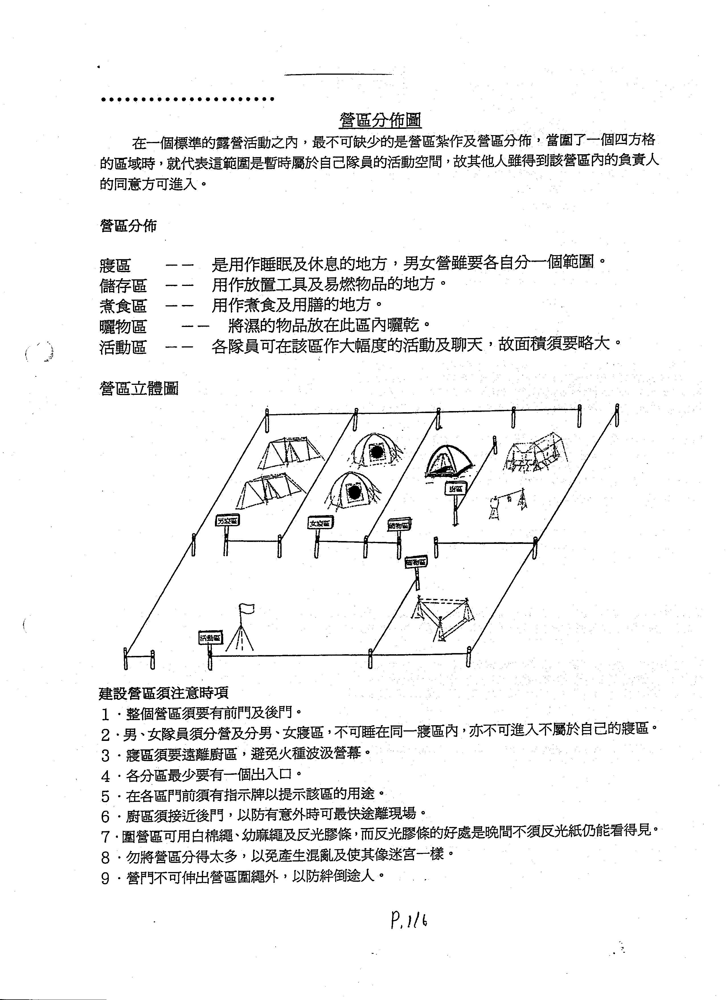 營區分佈圖
在一個標準的露營活動之內，最不可缺少的是營區紮作及營區分佈，當圍了一個四方格
的區域時，就代表這範圍是暫時屬於自己隊員的活動空間，故其他人雖得到該營區內的負責人
的同意方可進入。
營區分佈
寢區 －－ 是用作睡眠及休息的地方，男女營雖要各自分一個範圍。
儲存區 －－ 用作放置工具及易燃物品的地方。
煮食區 －－ 用作煮食及用膳的地方。
曬物區 －－ 將濕的物品放在此區內曬乾。
活動區 －－ 各隊員可在該區作大幅度的活動及聊天，故面積須要略大。
營區立體圖
廚區
男寢區
女寢區
儲物區
物區
活動區
建設營區須注意時項
1．整個營區須要有前門及後門。
2．男、女隊員須分營及分男、女寢區，不可睡在同一寢區內，亦不可進入不屬於自己的寢區。
3．寢區須要遠離廚區，避免火種波汲營幕。
4．各分區最少要有一個出入口。
5．在各區門前須有指示牌以提示該區的用途。
6．廚區須接近後門，以防有意外時可最快途離現場。
7．圍營區可用白棉繩、幼麻繩及反光膠條，而反光膠條的好處是晚間不須反光紙仍能看得見。
8．勿將營區分得太多，以免產生混亂及使其像迷宮一樣。
9．營門不可伸出營區圍繩外，以防絆倒途人。
P.1/6